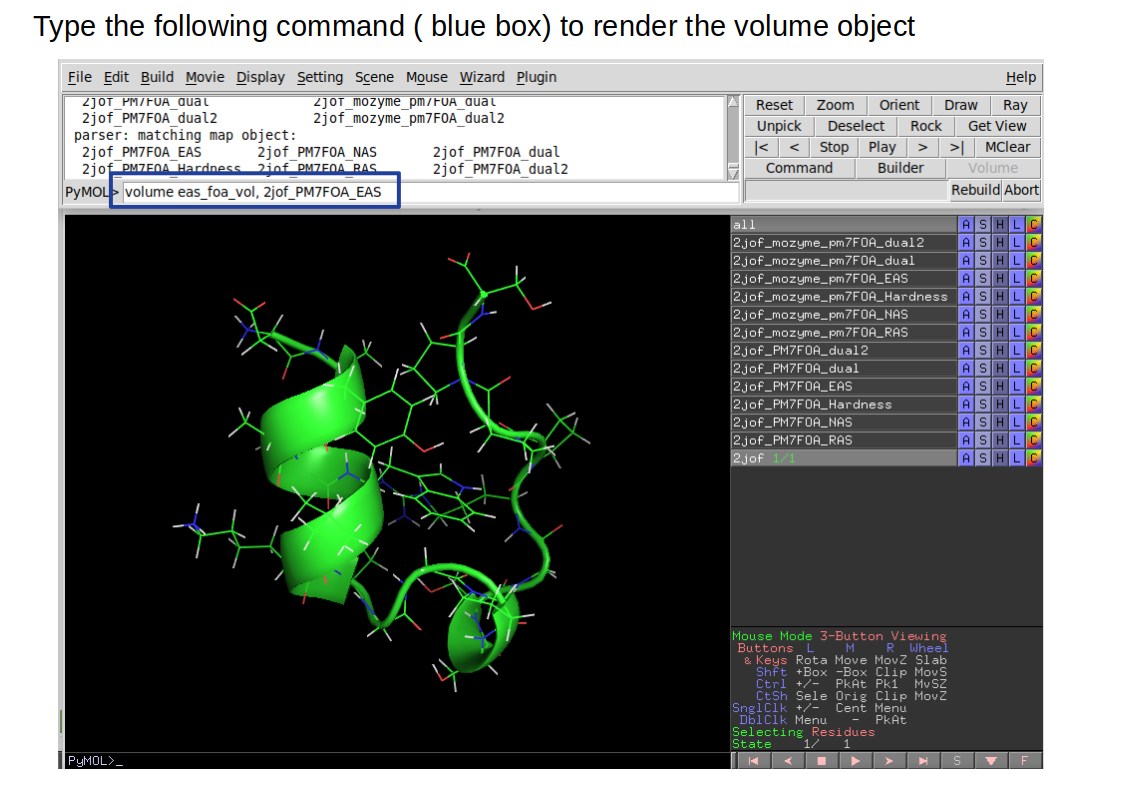 Type the following command ( blue box) to render the volume object
File Edit Build Movie Display Setting Scene Mouse Wizard Plugin Help
2jof_PM7FOA_dual 2jof_mozyme_pm7FOA_dual
2jof_PM7FOA_dual2 2jof_mozyme_pm7FOA_dual2
parser: matching map object:
2jof_PM7FOA_EAS 2jof_PM7FOA_NAS 2jof_PM7FOA_dual
2jof_PM7FOA_Hardness 2jof_PM7FOA_RAS 2jof_PM7FOA_dual2
PyMOL> volume eas_foa_vol, 2jof_PM7FOA_EAS
Reset Zoom Orient Draw Ray
Unpick Deselect Rock Get View
|< < Stop Play > >| MClear
Command Builder Volume
Rebuild Abort
all A S H L C
2jof_mozyme_pm7FOA_dual2 A S H L C
2jof_mozyme_pm7FOA_dual A S H L C
2jof_mozyme_pm7FOA_EAS A S H L C
2jof_mozyme_pm7FOA_Hardness A S H L C
2jof_mozyme_pm7FOA_NAS A S H L C
2jof_mozyme_pm7FOA_RAS A S H L C
2jof_PM7FOA_dual2 A S H L C
2jof_PM7FOA_dual A S H L C
2jof_PM7FOA_EAS A S H L C
2jof_PM7FOA_Hardness A S H L C
2jof_PM7FOA_NAS A S H L C
2jof_PM7FOA_RAS A S H L C
2jof 1/1 A S H L C
Mouse Mode 3-Button Viewing
Buttons L M R Wheel
& Keys Rota Move MovZ Slab
Shft +Box -Box Clip MovS
Ctrl +/- PkAt Pk1 MvSZ
CtSh Sele Orig Clip MovZ
SnglClk +/- Cent Menu
DblClk Menu - PkAt
Selecting Residues
State 1/ 1
PyMOL>_
S F